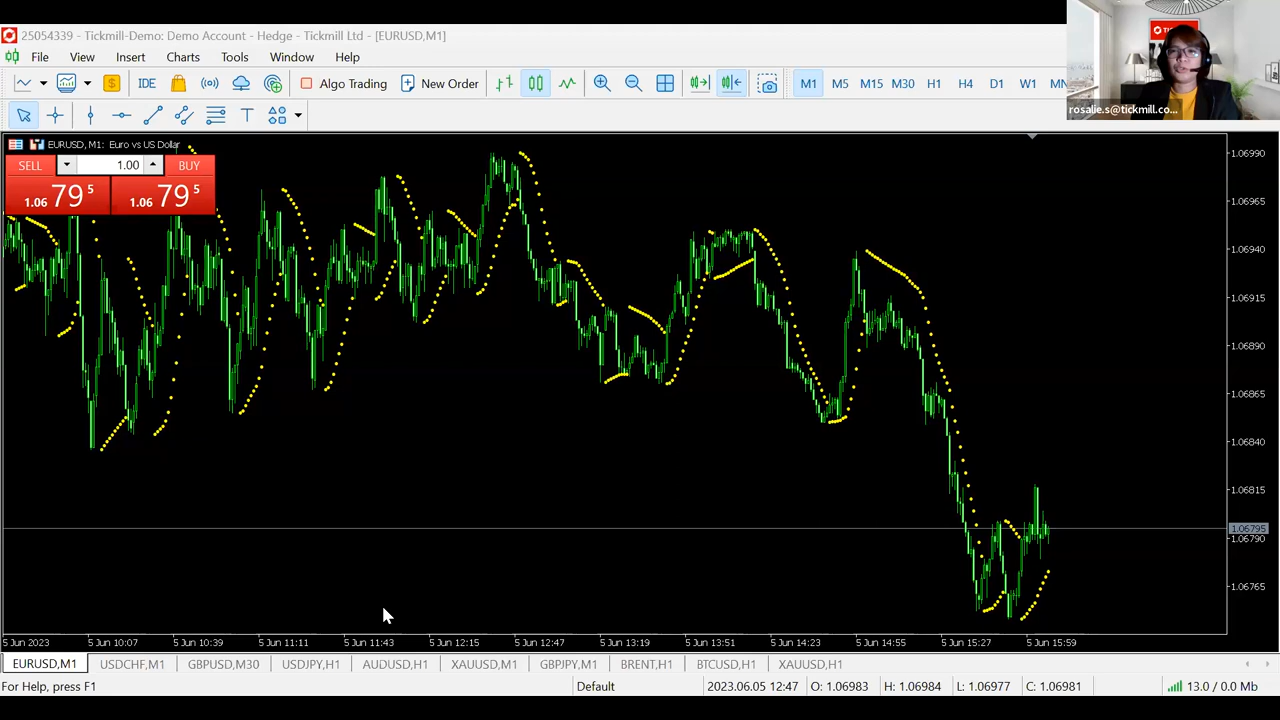 25054339 - Tickmill-Demo: Demo Account - Hedge - Tickmill Ltd - [EURUSD,M1]
File View Insert Charts Tools Window Help
IDE Algo Trading New Order M1 M5 M15 M30 H1 H4 D1 W1 MN
rosalie.s@tickmill.co...
T
EURUSD, M1: Euro vs US Dollar
SELL 1.00 BUY
1.06 79 5 1.06 79 5
1.06990
1.06965
1.06940
1.06915
1.06890
1.06865
1.06840
1.06815
1.06795
1.06790
1.06765
5 Jun 2023 5 Jun 10:07 5 Jun 10:39 5 Jun 11:11 5 Jun 11:43 5 Jun 12:15 5 Jun 12:47 5 Jun 13:19 5 Jun 13:51 5 Jun 14:23 5 Jun 14:55 5 Jun 15:27 5 Jun 15:59
EURUSD,M1 USDCHF,M1 GBPUSD,M30 USDJPY,H1 AUDUSD,H1 XAUUSD,M1 GBPJPY,M1 BRENT,H1 BTCUSD,H1 XAUUSD,H1
For Help, press F1 Default 2023.06.05 12:47 O: 1.06983 H: 1.06984 L: 1.06977 C: 1.06981 13.0 / 0.0 Mb